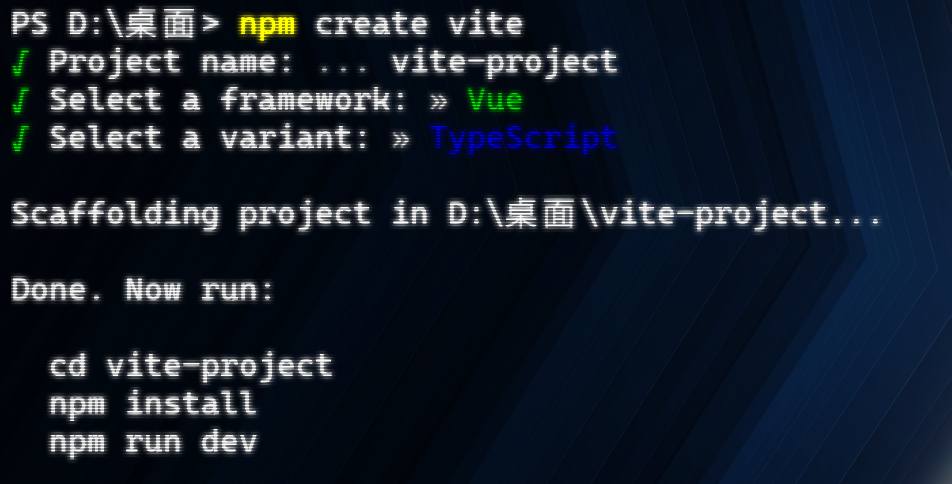 PS D:\桌面> npm create vite
√ Project name: ... vite-project
√ Select a framework: » Vue
√ Select a variant: » TypeScript
Scaffolding project in D:\桌面\vite-project...
Done. Now run:
cd vite-project
npm install
npm run dev